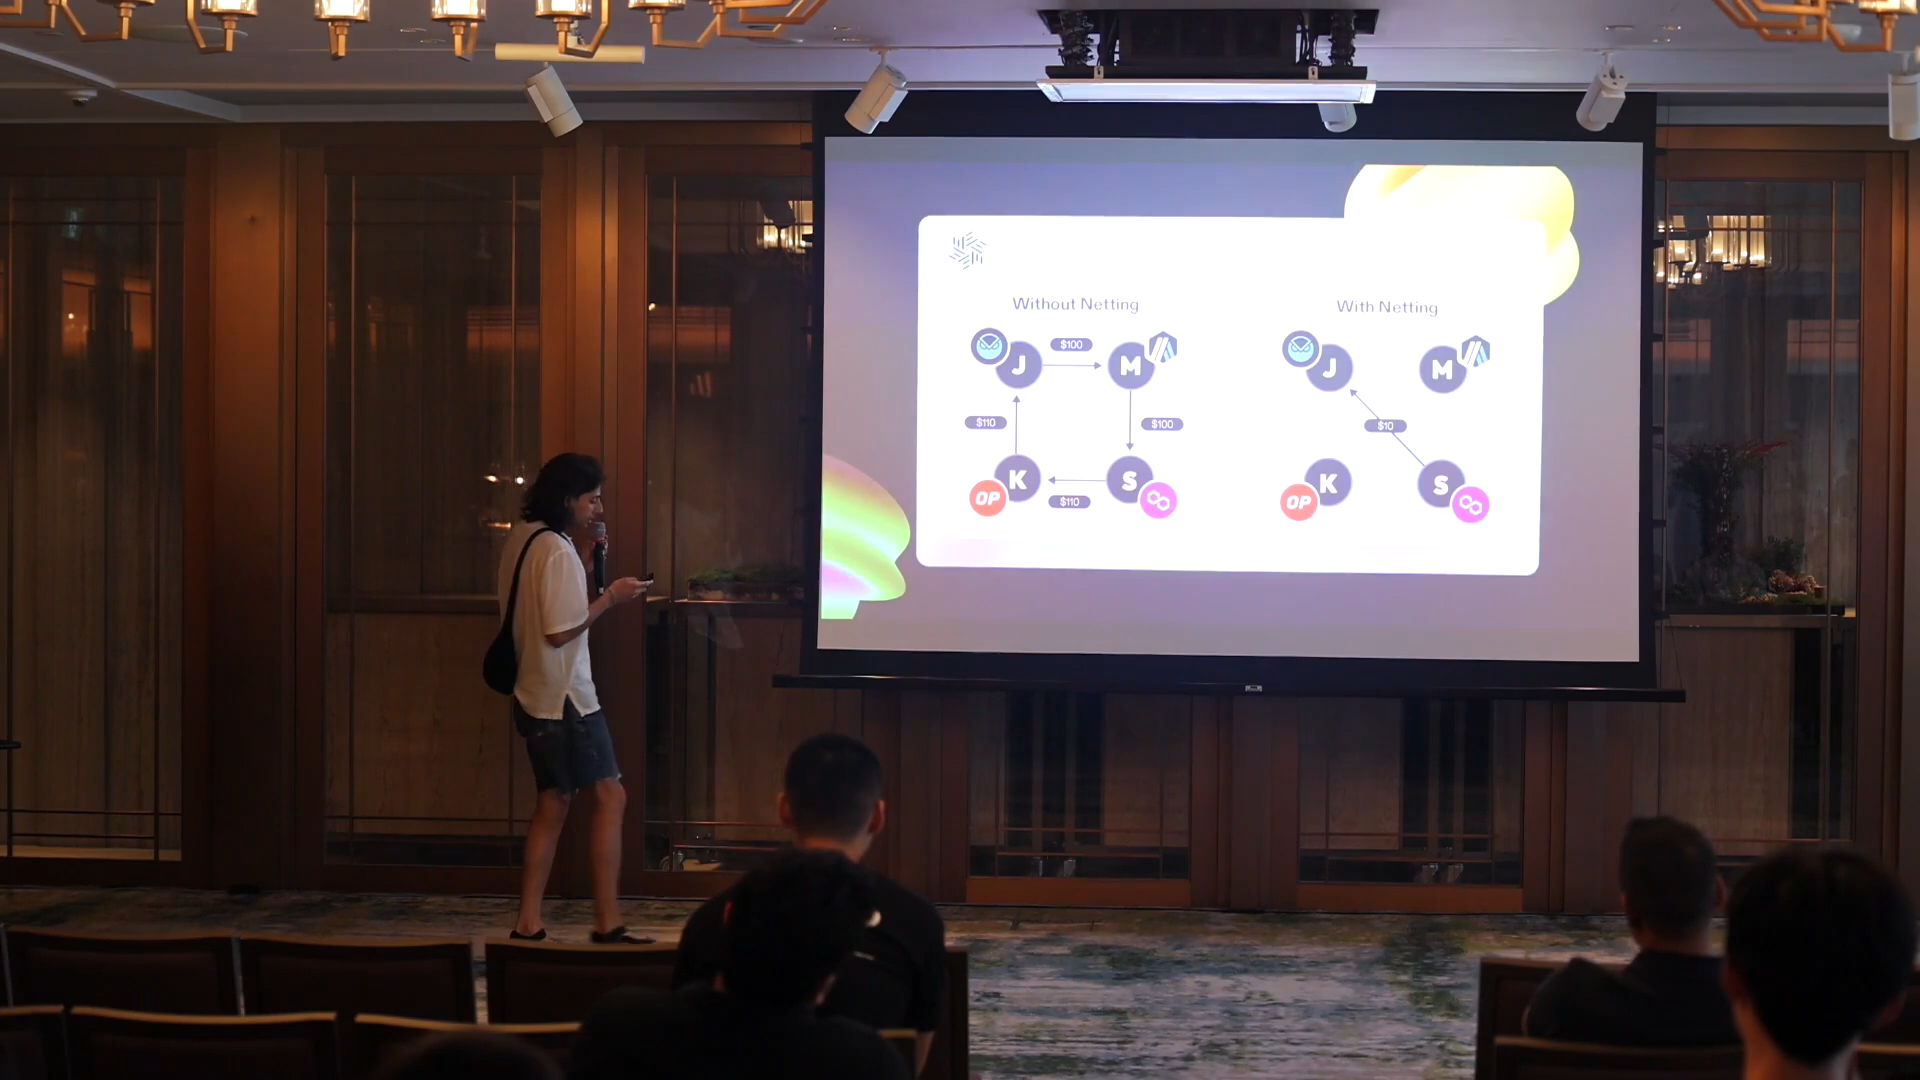 Without Netting
J
$100
M
$110
$100
OP
K
$110
S
With Netting
J
M
$10
OP
K
S